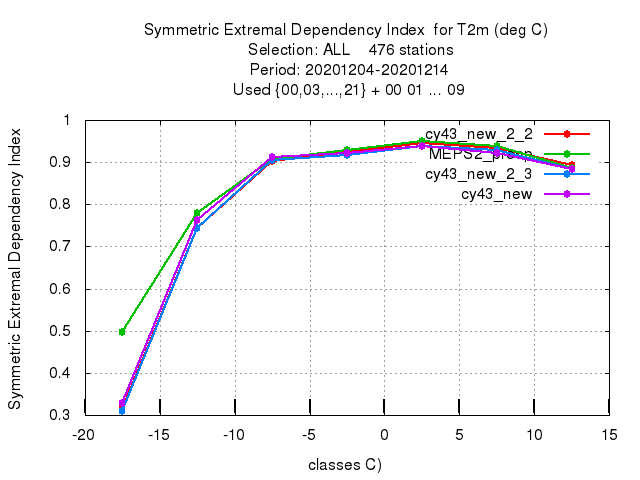 Symmetric Extremal Dependency Index for T2m (deg C)
Selection: ALL 476 stations
Period: 20201204-20201214
Used {00,03,...,21} + 00 01 ... 09
Symmetric Extremal Dependency Index
1
0.9
0.8
0.7
0.6
0.5
0.4
0.3
cy43_new_2_2
cy43_new_2_3
cy43_new
-20 -15 -10 -5 0 5 10 15
classes C)